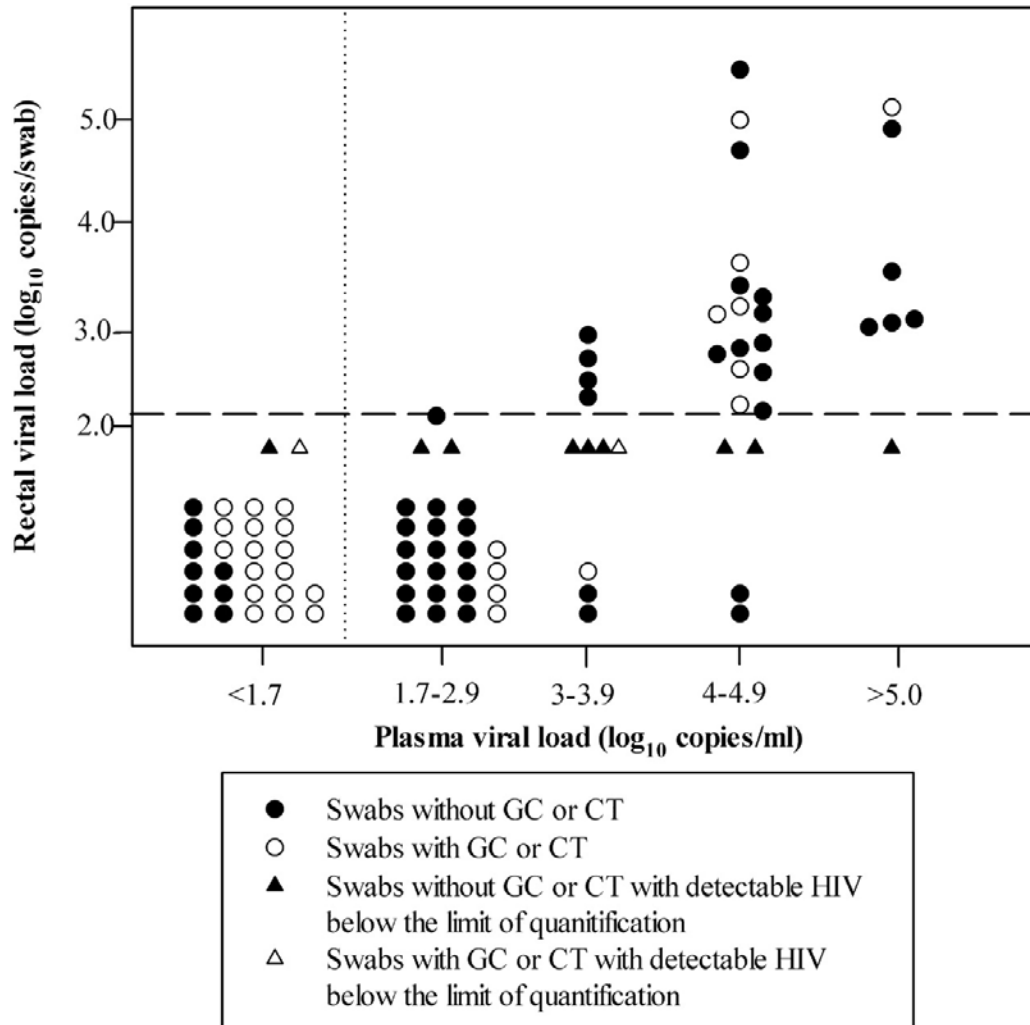 Rectal viral load (log10 copies/swab)
5.0
4.0
3.0
2.0
<1.7
1.7-2.9
3-3.9
4-4.9
>5.0
Plasma viral load (log10 copies/ml)
Swabs without GC or CT
Swabs with GC or CT
Swabs without GC or CT with detectable HIV
below the limit of quanitification
Swabs with GC or CT with detectable HIV
below the limit of quantification